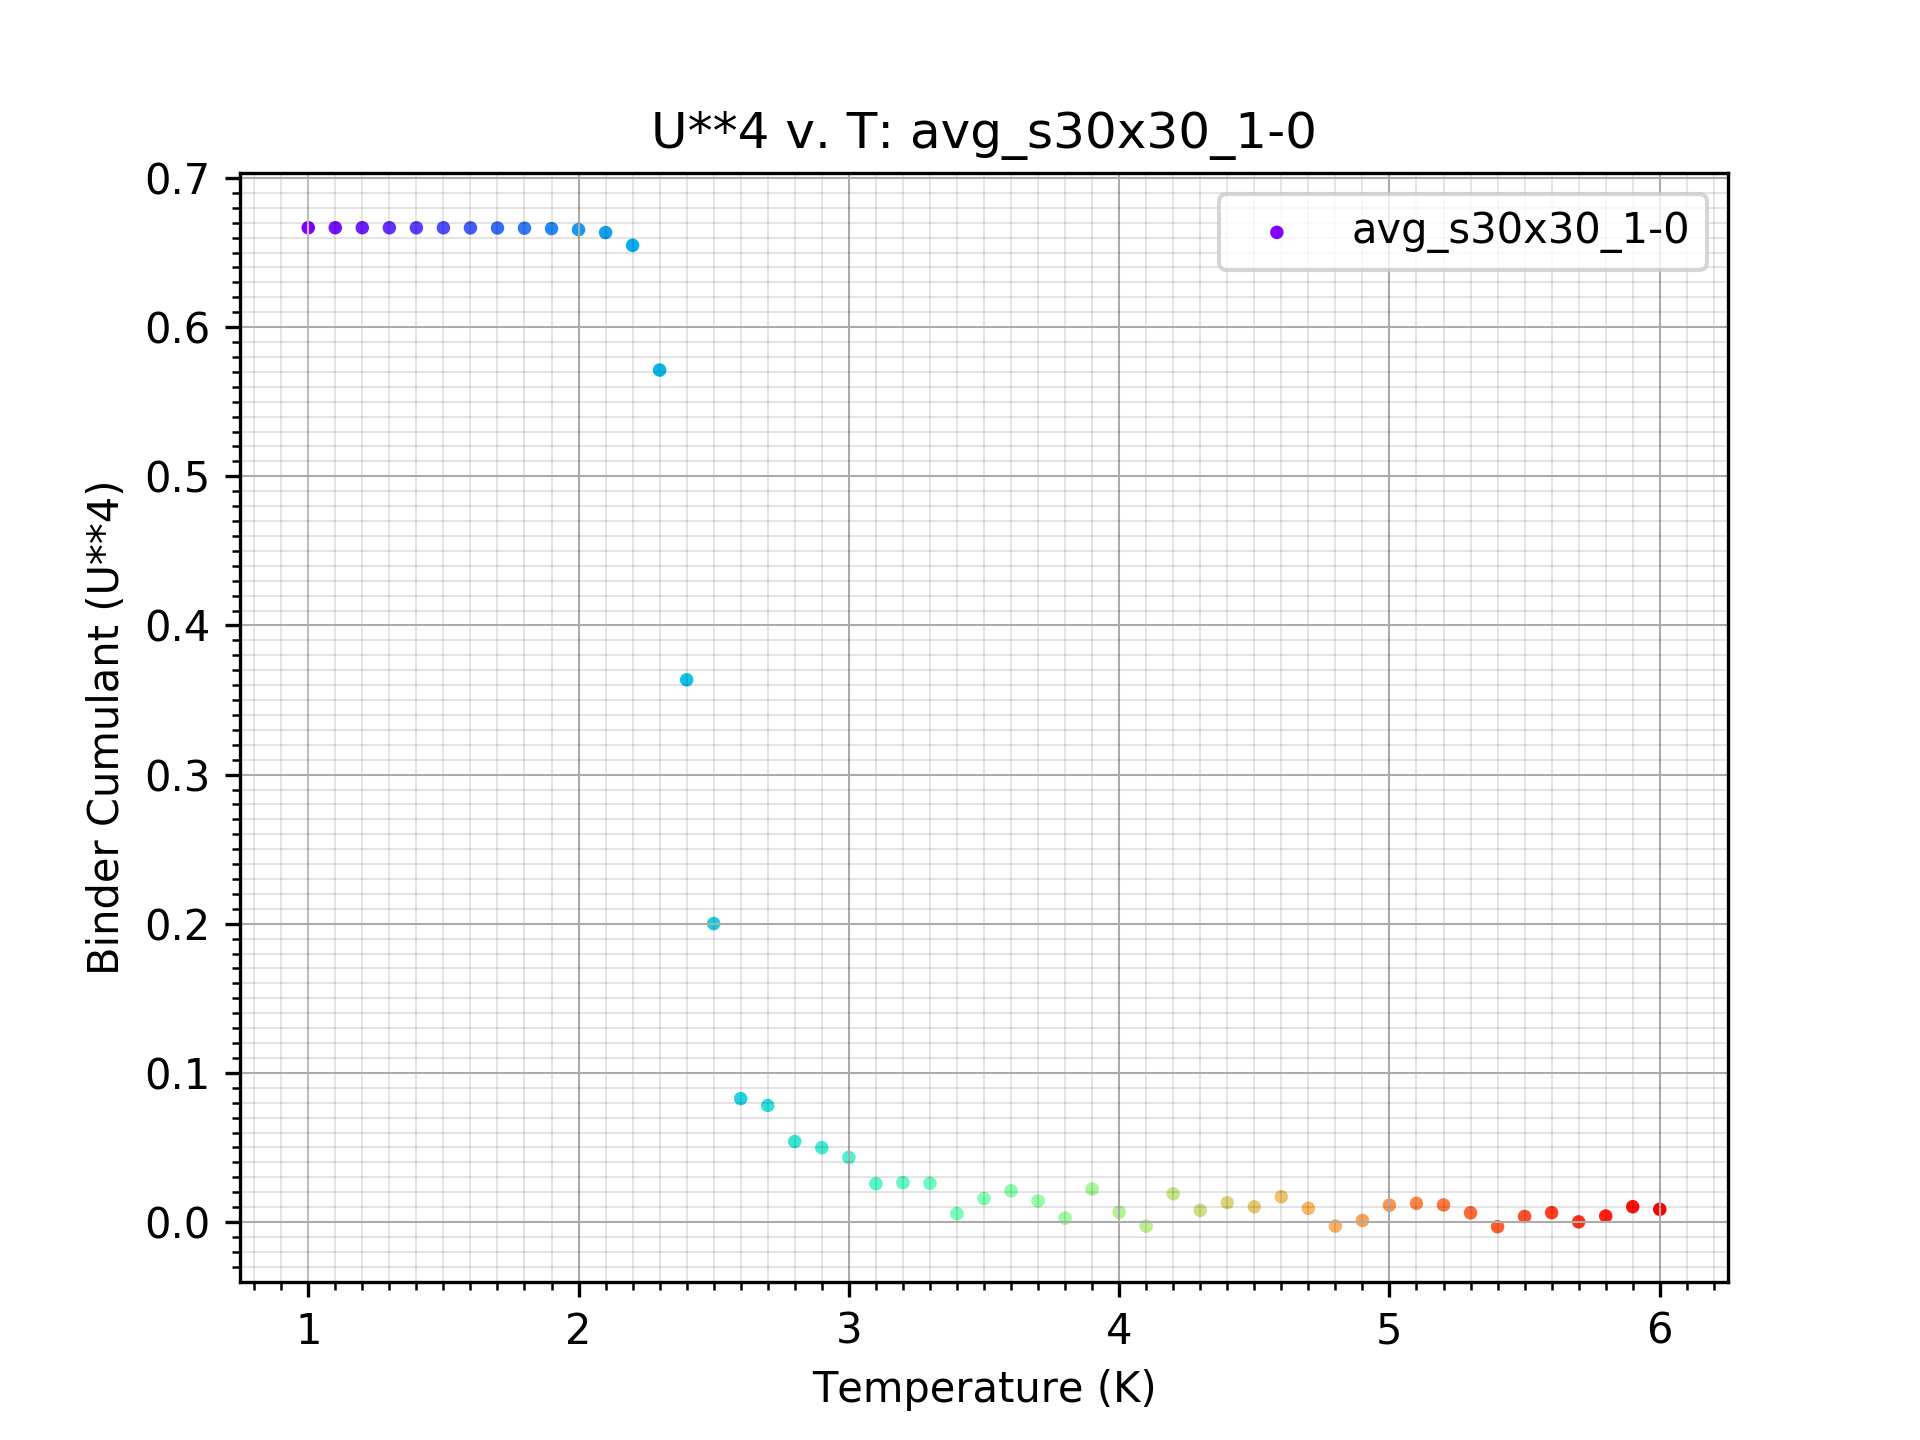 U**4 v. T: avg_s30x30_1-0
avg_s30x30_1-0
Binder Cumulant (U**4)
0.7
0.6
0.5
0.4
0.3
0.2
0.1
0.0
1 2 3 4 5 6
Temperature (K)